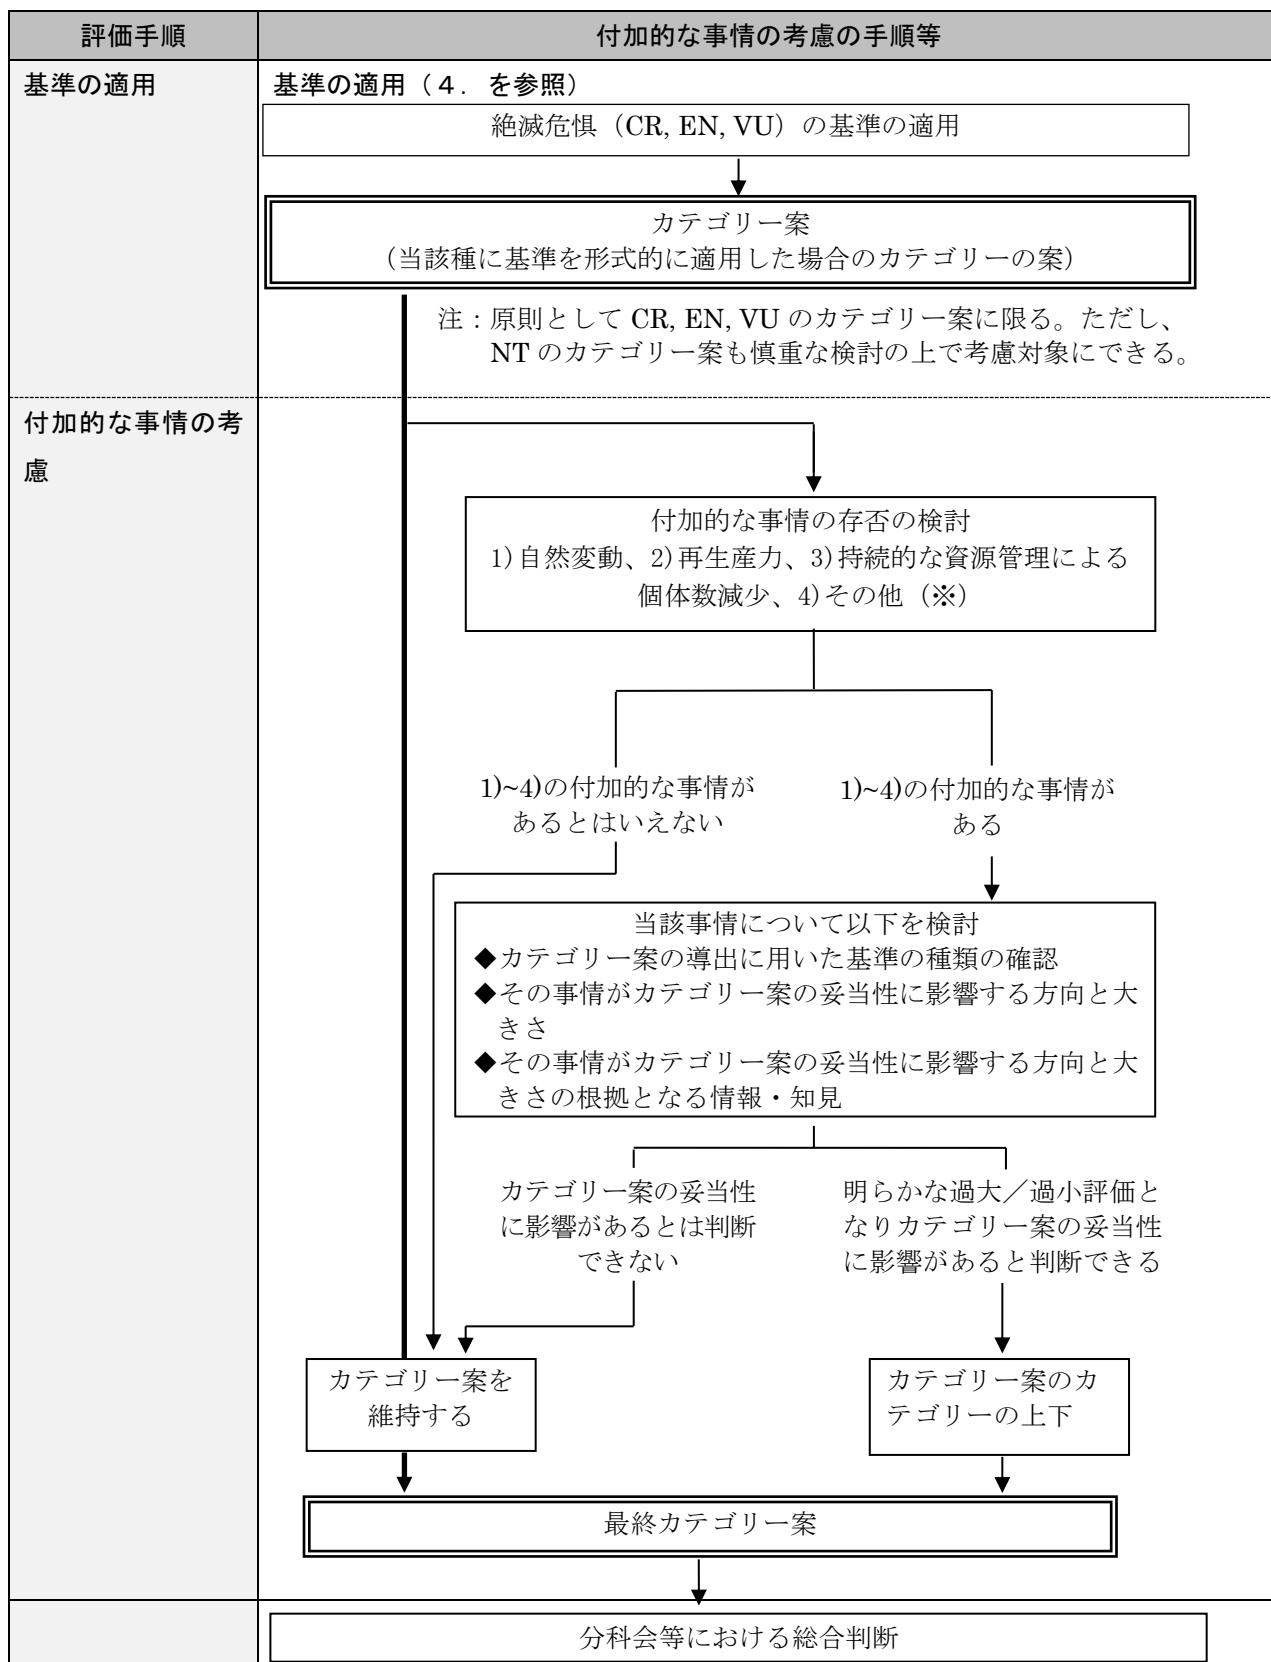 評価手順
付加的な事情の考慮の手順等
基準の適用
基準の適用（４．を参照）
絶滅危惧（CR, EN, VU）の基準の適用
カテゴリー案
（当該種に基準を形式的に適用した場合のカテゴリーの案）
注：原則として CR, EN, VU のカテゴリー案に限る。ただし、
NT のカテゴリー案も慎重な検討の上で考慮対象にできる。
付加的な事情の考
慮
付加的な事情の存否の検討
1)自然変動、2)再生産力、3)持続的な資源管理による
個体数減少、4)その他（※）
1)~4)の付加的な事情が
あるとはいえない
1)~4)の付加的な事情が
ある
当該事情について以下を検討
◆カテゴリー案の導出に用いた基準の種類の確認
◆その事情がカテゴリー案の妥当性に影響する方向と大
きさ
◆その事情がカテゴリー案の妥当性に影響する方向と大
きさの根拠となる情報・知見
カテゴリー案の妥当性
に影響があるとは判断
できない
明らかな過大／過小評価と
なりカテゴリー案の妥当性
に影響があると判断できる
カテゴリー案を
維持する
カテゴリー案のカ
テゴリーの上下
最終カテゴリー案
分科会等における総合判断